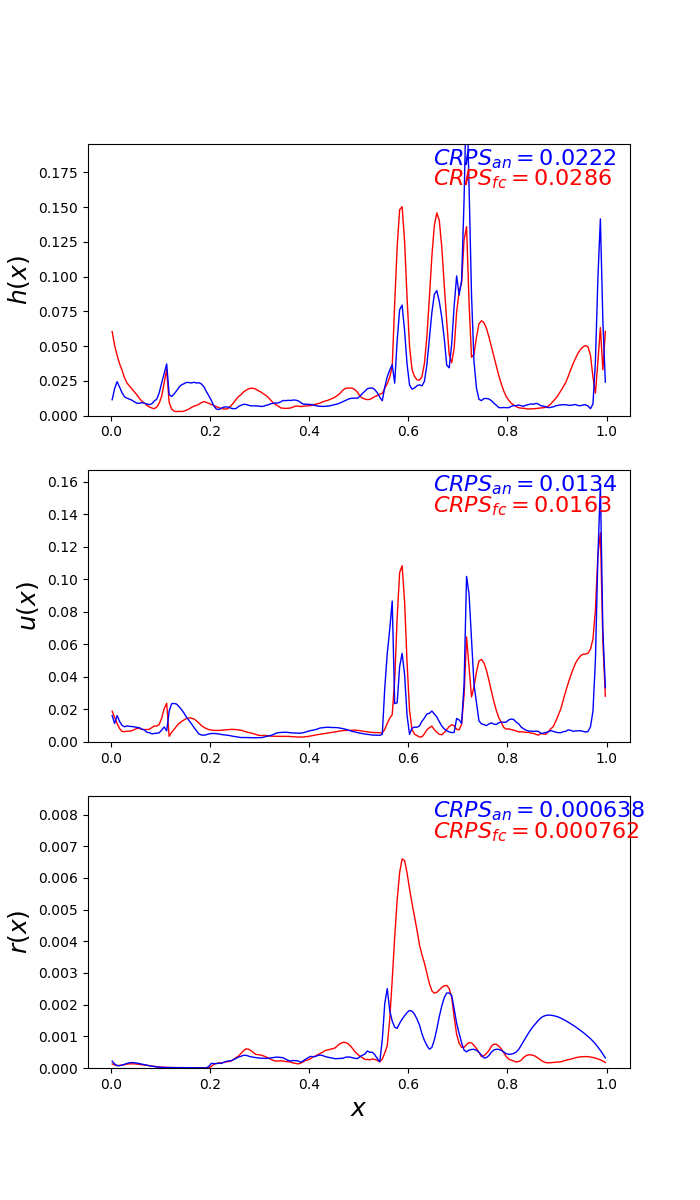 CRPS_an = 0.0222
CRPS_fc = 0.0286
0.175
0.150
0.125
0.100
0.075
0.050
0.025
0.000
h(x)
0.0 0.2 0.4 0.6 0.8 1.0
CRPS_an = 0.0134
CRPS_fc = 0.0163
0.16
0.14
0.12
0.10
0.08
0.06
0.04
0.02
0.00
u(x)
0.0 0.2 0.4 0.6 0.8 1.0
CRPS_an = 0.000638
CRPS_fc = 0.000762
0.008
0.007
0.006
0.005
0.004
0.003
0.002
0.001
0.000
r(x)
0.0 0.2 0.4 0.6 0.8 1.0
x